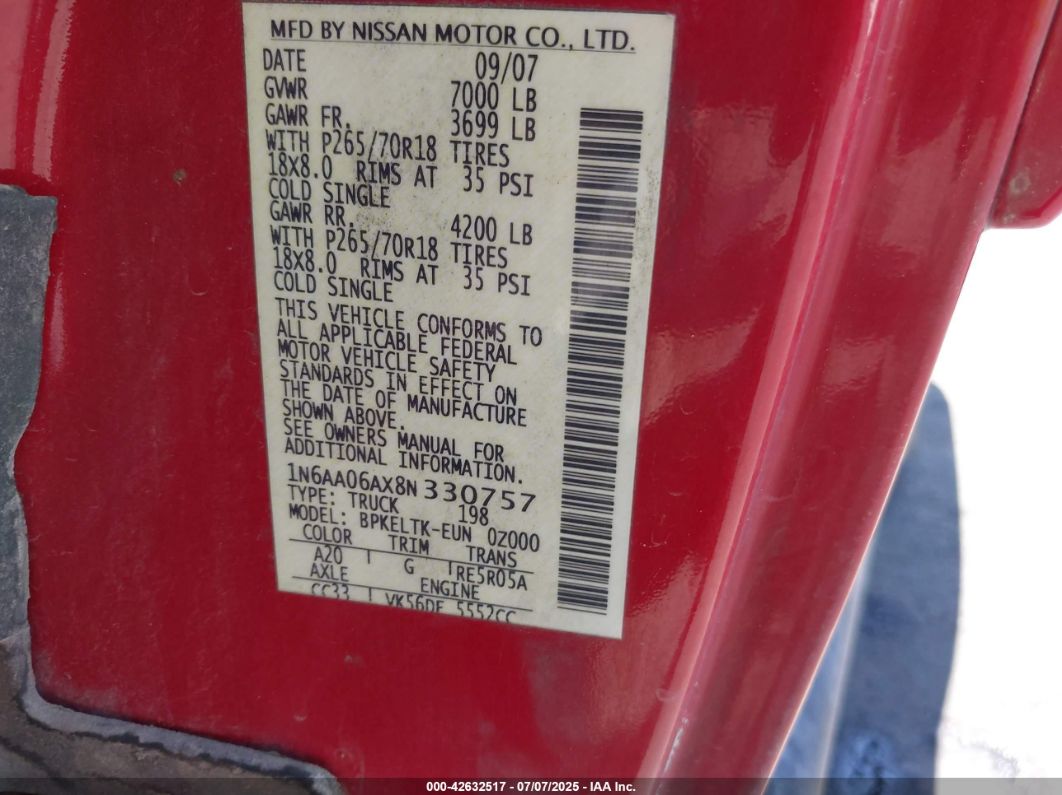 MFD BY NISSAN MOTOR CO., LTD.
DATE 09/07
GVWR 7000 LB
GAWR FR. 3699 LB
WITH P265/70R18 TIRES
18X8.0 RIMS AT 35 PSI
COLD SINGLE
GAWR RR. 4200 LB
WITH P265/70R18 TIRES
18X8.0 RIMS AT 35 PSI
COLD SINGLE
THIS VEHICLE CONFORMS TO
ALL APPLICABLE FEDERAL
MOTOR VEHICLE SAFETY
STANDARDS IN EFFECT ON
THE DATE OF MANUFACTURE
SHOWN ABOVE.
SEE OWNERS MANUAL FOR
ADDITIONAL INFORMATION.
1N6AA06AX8N330757
TYPE: TRUCK 198
MODEL: BPKELTK-EUN 0Z000
COLOR TRIM TRANS
A20 G RE5R05A
AXLE ENGINE
CC33 VK56DE 5552CC
000-42632517 - 07/07/2025 - IAA Inc.